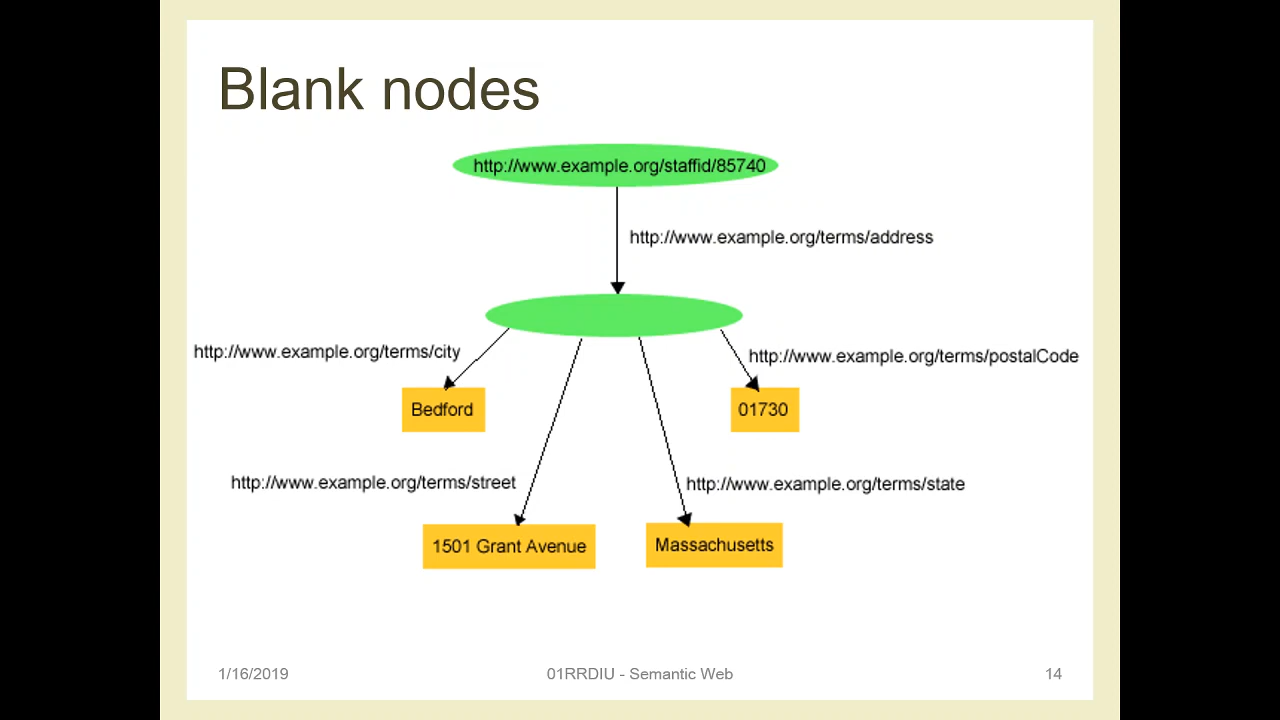 Blank nodes
http://www.example.org/staffid/85740
http://www.example.org/terms/address
http://www.example.org/terms/city
http://www.example.org/terms/postalCode
Bedford
01730
http://www.example.org/terms/street
http://www.example.org/terms/state
1501 Grant Avenue
Massachusetts
1/16/2019
01RRDIU - Semantic Web
14